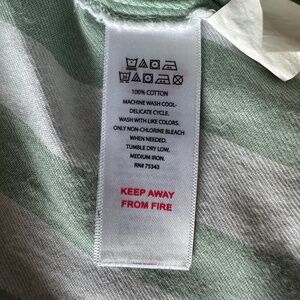 100% COTTON
MACHINE WASH COOL-
DELICATE CYCLE.
WASH WITH LIKE COLORS.
ONLY NON-CHLORINE BLEACH
WHEN NEEDED.
TUMBLE DRY LOW.
MEDIUM IRON.
RN# 75343
KEEP AWAY
FROM FIRE